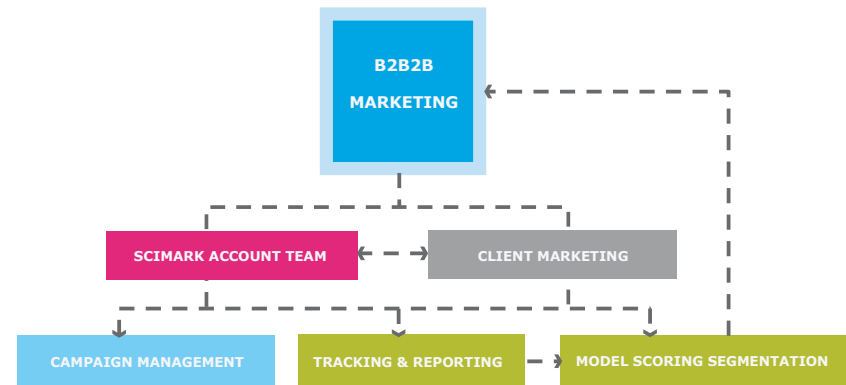 B2B2B
MARKETING
SCIMARK ACCOUNT TEAM
CLIENT MARKETING
CAMPAIGN MANAGEMENT
TRACKING & REPORTING
MODEL SCORING SEGMENTATION